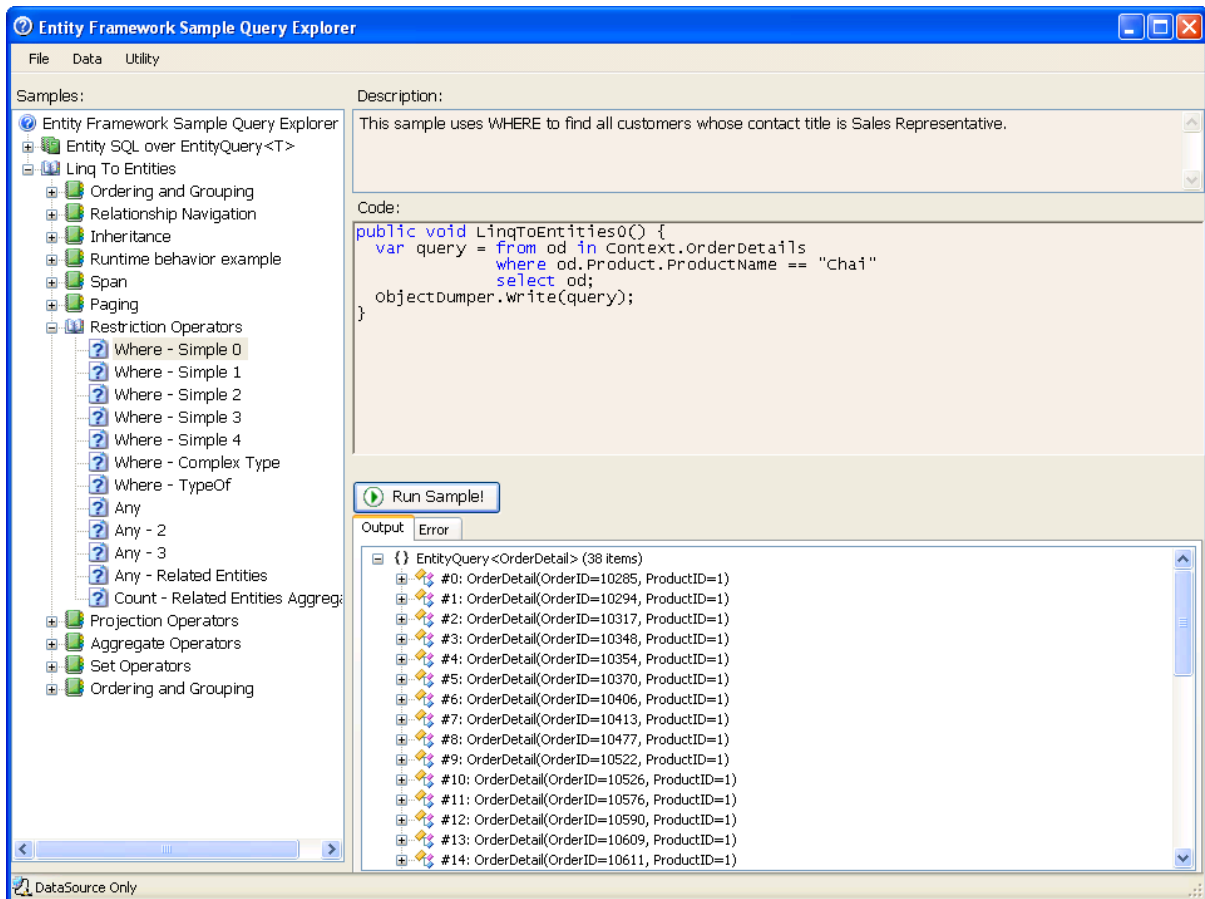 Entity Framework Sample Query Explorer
File Data Utility
Samples:
Entity Framework Sample Query Explorer
Entity SQL over EntityQuery<T>
Linq To Entities
Ordering and Grouping
Relationship Navigation
Inheritance
Runtime behavior example
Span
Paging
Restriction Operators
Where - Simple 0
Where - Simple 1
Where - Simple 2
Where - Simple 3
Where - Simple 4
Where - Complex Type
Where - TypeOf
Any
Any - 2
Any - 3
Any - Related Entities
Count - Related Entities Aggrega
Projection Operators
Aggregate Operators
Set Operators
Ordering and Grouping
Description:
This sample uses WHERE to find all customers whose contact title is Sales Representative.
Code:
public void LinqToEntities0() {
var query = from od in Context.OrderDetails
where od.Product.ProductName == "Chai"
select od;
ObjectDumper.Write(query);
}
Run Sample!
Output Error
{} EntityQuery<OrderDetail> (38 items)
#0: OrderDetail(OrderID=10285, ProductID=1)
#1: OrderDetail(OrderID=10294, ProductID=1)
#2: OrderDetail(OrderID=10317, ProductID=1)
#3: OrderDetail(OrderID=10348, ProductID=1)
#4: OrderDetail(OrderID=10354, ProductID=1)
#5: OrderDetail(OrderID=10370, ProductID=1)
#6: OrderDetail(OrderID=10406, ProductID=1)
#7: OrderDetail(OrderID=10413, ProductID=1)
#8: OrderDetail(OrderID=10477, ProductID=1)
#9: OrderDetail(OrderID=10522, ProductID=1)
#10: OrderDetail(OrderID=10526, ProductID=1)
#11: OrderDetail(OrderID=10576, ProductID=1)
#12: OrderDetail(OrderID=10590, ProductID=1)
#13: OrderDetail(OrderID=10609, ProductID=1)
#14: OrderDetail(OrderID=10611, ProductID=1)
DataSource Only